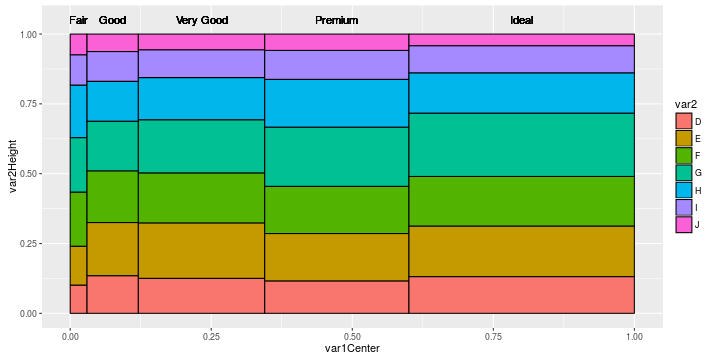 Fair Good Very Good Premium Ideal
1.00
0.75
0.50
0.25
0.00
var2Height
0.00 0.25 0.50 0.75 1.00
var1Center
var2
D
E
F
G
H
I
J